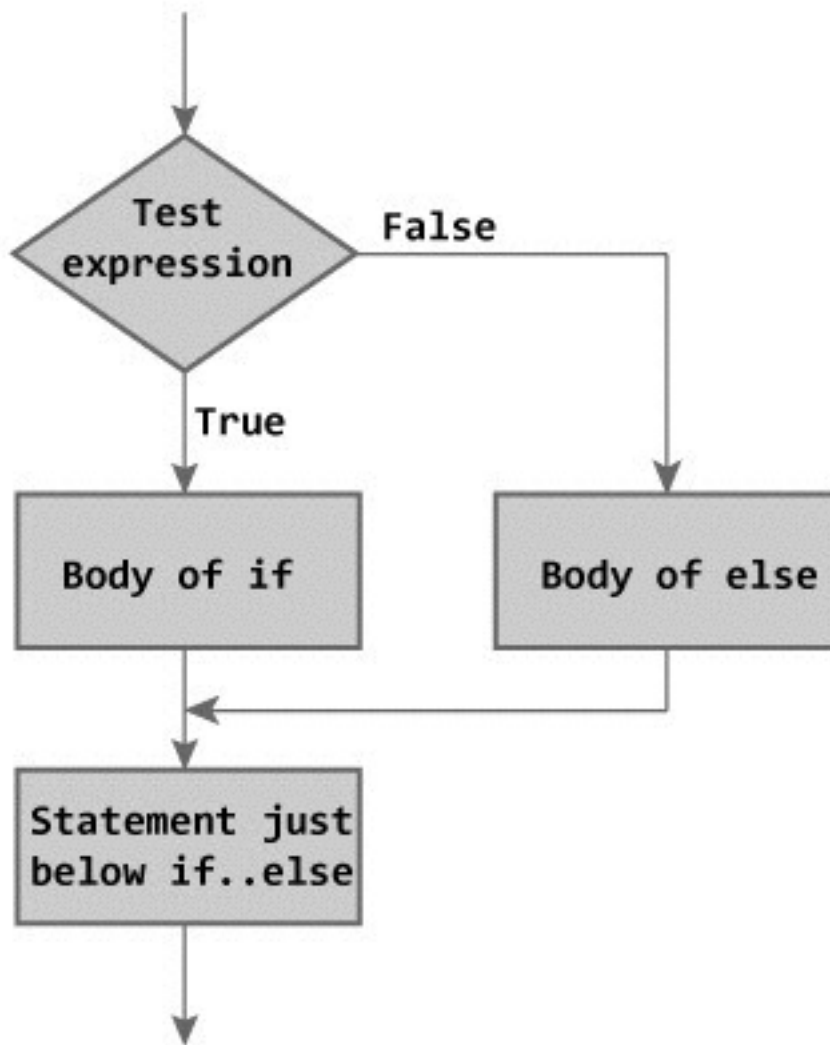 Test
expression
False
True
Body of if
Body of else
Statement just
below if..else